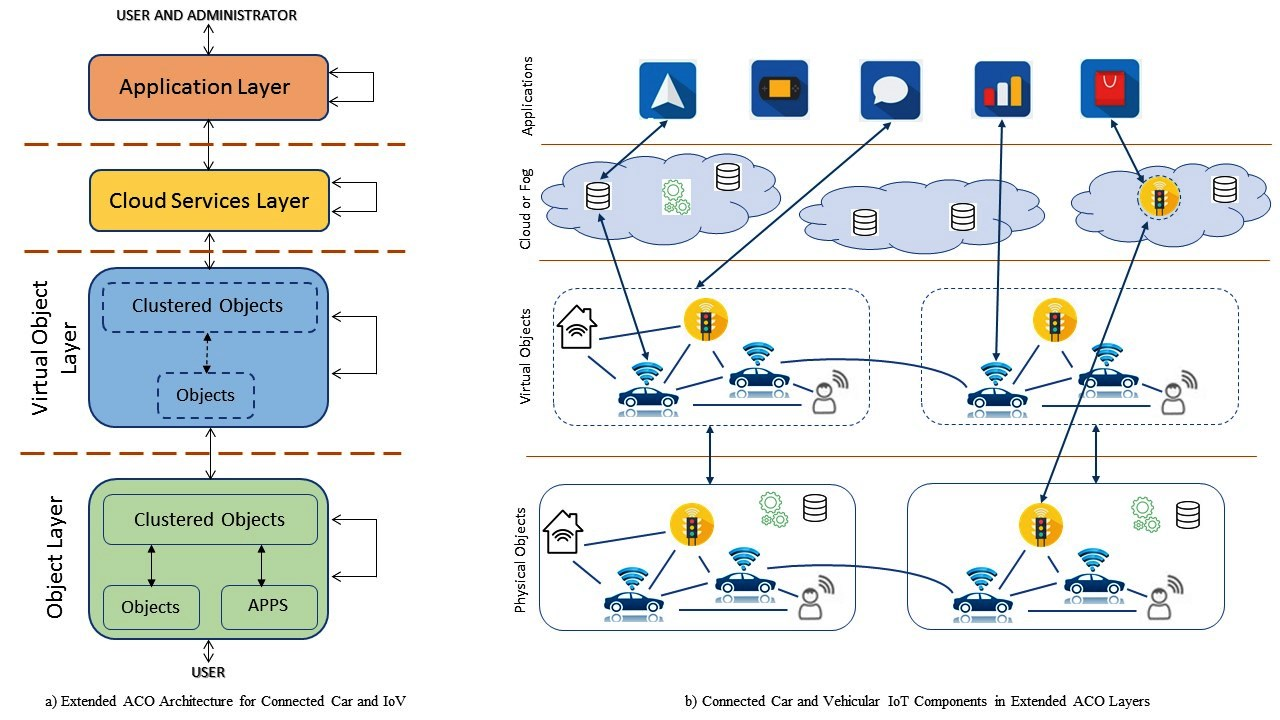 USER AND ADMINISTRATOR
Application Layer
Cloud Services Layer
Virtual Object
Layer
Clustered Objects
Objects
Object Layer
Clustered Objects
Objects
APPS
USER
a) Extended ACO Architecture for Connected Car and IoV
Applications
Cloud or Fog
Virtual Objects
Physical Objects
b) Connected Car and Vehicular IoT Components in Extended ACO Layers